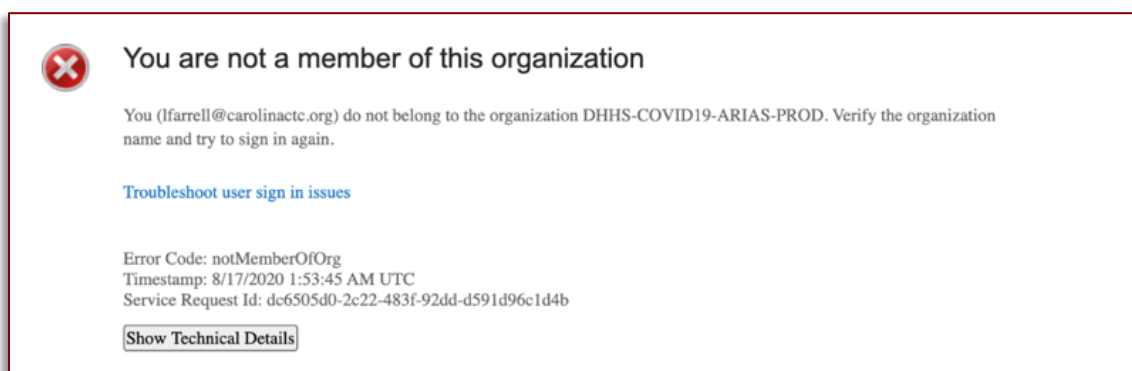 You are not a member of this organization
You (lfarrell@carolinactc.org) do not belong to the organization DHHS-COVID19-ARIAS-PROD. Verify the organization
name and try to sign in again.
Troubleshoot user sign in issues
Error Code: notMemberOfOrg
Timestamp: 8/17/2020 1:53:45 AM UTC
Service Request Id: dc6505d0-2c22-483f-92dd-d591d96c1d4b
Show Technical Details